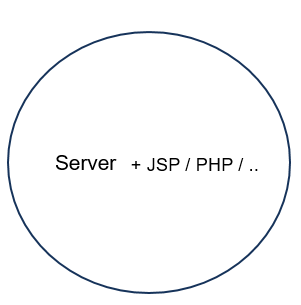 Server + JSP / PHP / ..